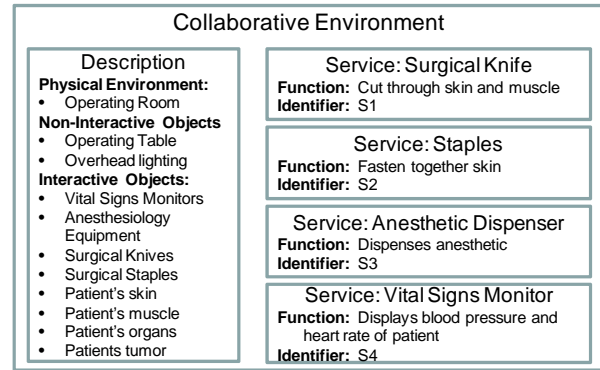 Collaborative Environment
Description
Physical Environment:
• Operating Room
Non-Interactive Objects
• Operating Table
• Overhead lighting
Interactive Objects:
• Vital Signs Monitors
• Anesthesiology
Equipment
• Surgical Knives
• Surgical Staples
• Patient's skin
• Patient's muscle
• Patient's organs
• Patients tumor
Service: Surgical Knife
Function: Cut through skin and muscle
Identifier: S1
Service: Staples
Function: Fasten together skin
Identifier: S2
Service: Anesthetic Dispenser
Function: Dispenses anesthetic
Identifier: S3
Service: Vital Signs Monitor
Function: Displays blood pressure and
heart rate of patient
Identifier: S4